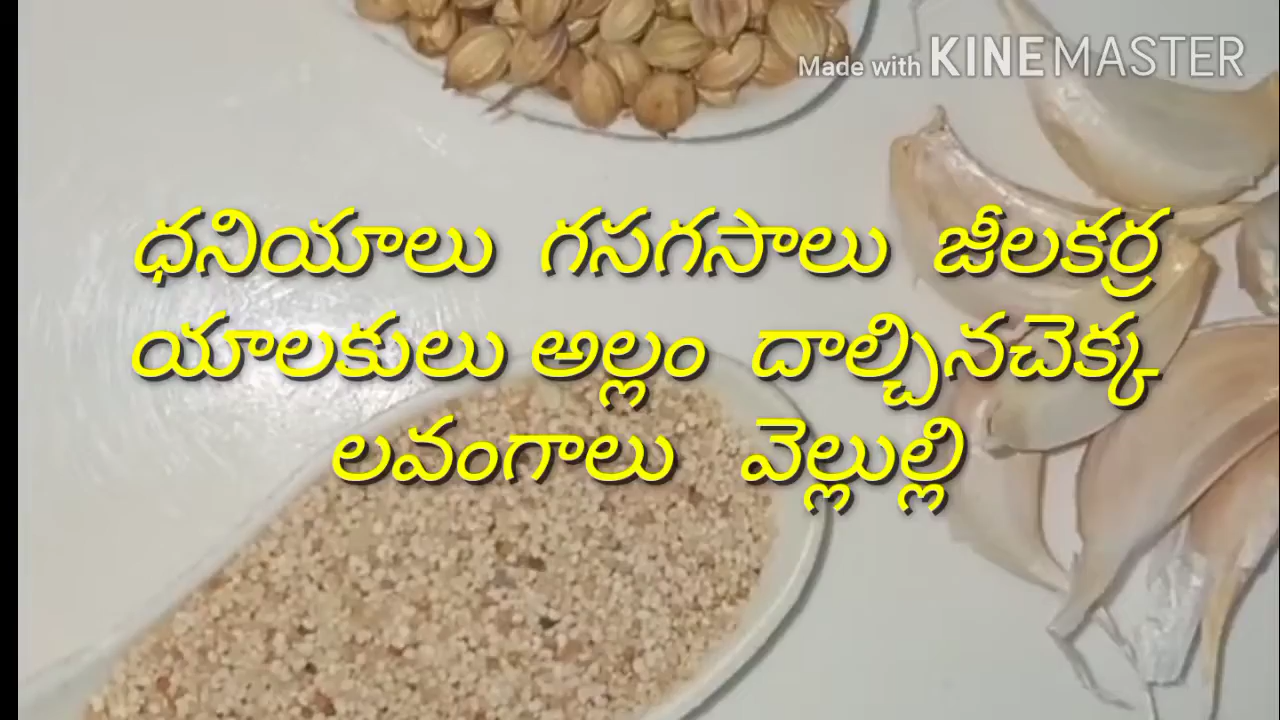 Made with KINEMASTER
ధనియాలు గసగసాలు జీలకర్ర
యాలకులు అల్లం దాల్చినచెక్క
లవంగాలు వెల్లుల్లి